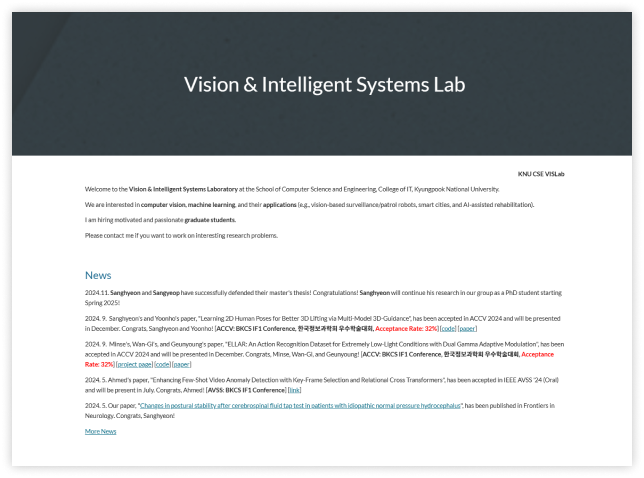 Vision & Intelligent Systems Lab
KNU CSE VISLab
Welcome to the Vision & Intelligent Systems Laboratory at the School of Computer Science and Engineering, College of IT, Kyungpook National University.
We are interested in computer vision, machine learning, and their applications (e.g., vision-based surveillance/patrol robots, smart cities, and AI-assisted rehabilitation).
I am hiring motivated and passionate graduate students.
Please contact me if you want to work on interesting research problems.
News
2024.11. Sanghyeon and Sangyeop have successfully defended their master's thesis! Congratulations! Sanghyeon will continue his research in our group as a PhD student starting
Spring 2025!
2024. 9. Sanghyeon's and Yoonho's paper, "Learning 2D Human Poses for Better 3D Lifting via Multi-Model 3D-Guidance", has been accepted in ACCV 2024 and will be presented
in December. Congrats, Sanghyeon and Yoonho! [ACCV: BKCS IF1 Conference, 한국정보과학회 우수학술대회, Acceptance Rate: 32%] [code] [paper]
2024. 9. Minse's, Wan-Gi's, and Geunyoung's paper, "ELLAR: An Action Recognition Dataset for Extremely Low-Light Conditions with Dual Gamma Adaptive Modulation", has been
accepted in ACCV 2024 and will be presented in December. Congrats, Minse, Wan-Gi, and Geunyoung! [ACCV: BKCS IF1 Conference, 한국정보과학회 우수학술대회, Acceptance
Rate: 32%] [project page] [code] [paper]
2024. 5. Ahmed's paper, "Enhancing Few-Shot Video Anomaly Detection with Key-Frame Selection and Relational Cross Transformers", has been accepted in IEEE AVSS '24 (Oral)
and will be present in July. Congrats, Ahmed! [AVSS: BKCS IF1 Conference] [link]
2024. 5. Our paper, "Changes in postural stability after cerebrospinal fluid tap test in patients with idiopathic normal pressure hydrocephalus", has been published in Frontiers in
Neurology. Congrats, Sanghyeon!
More News